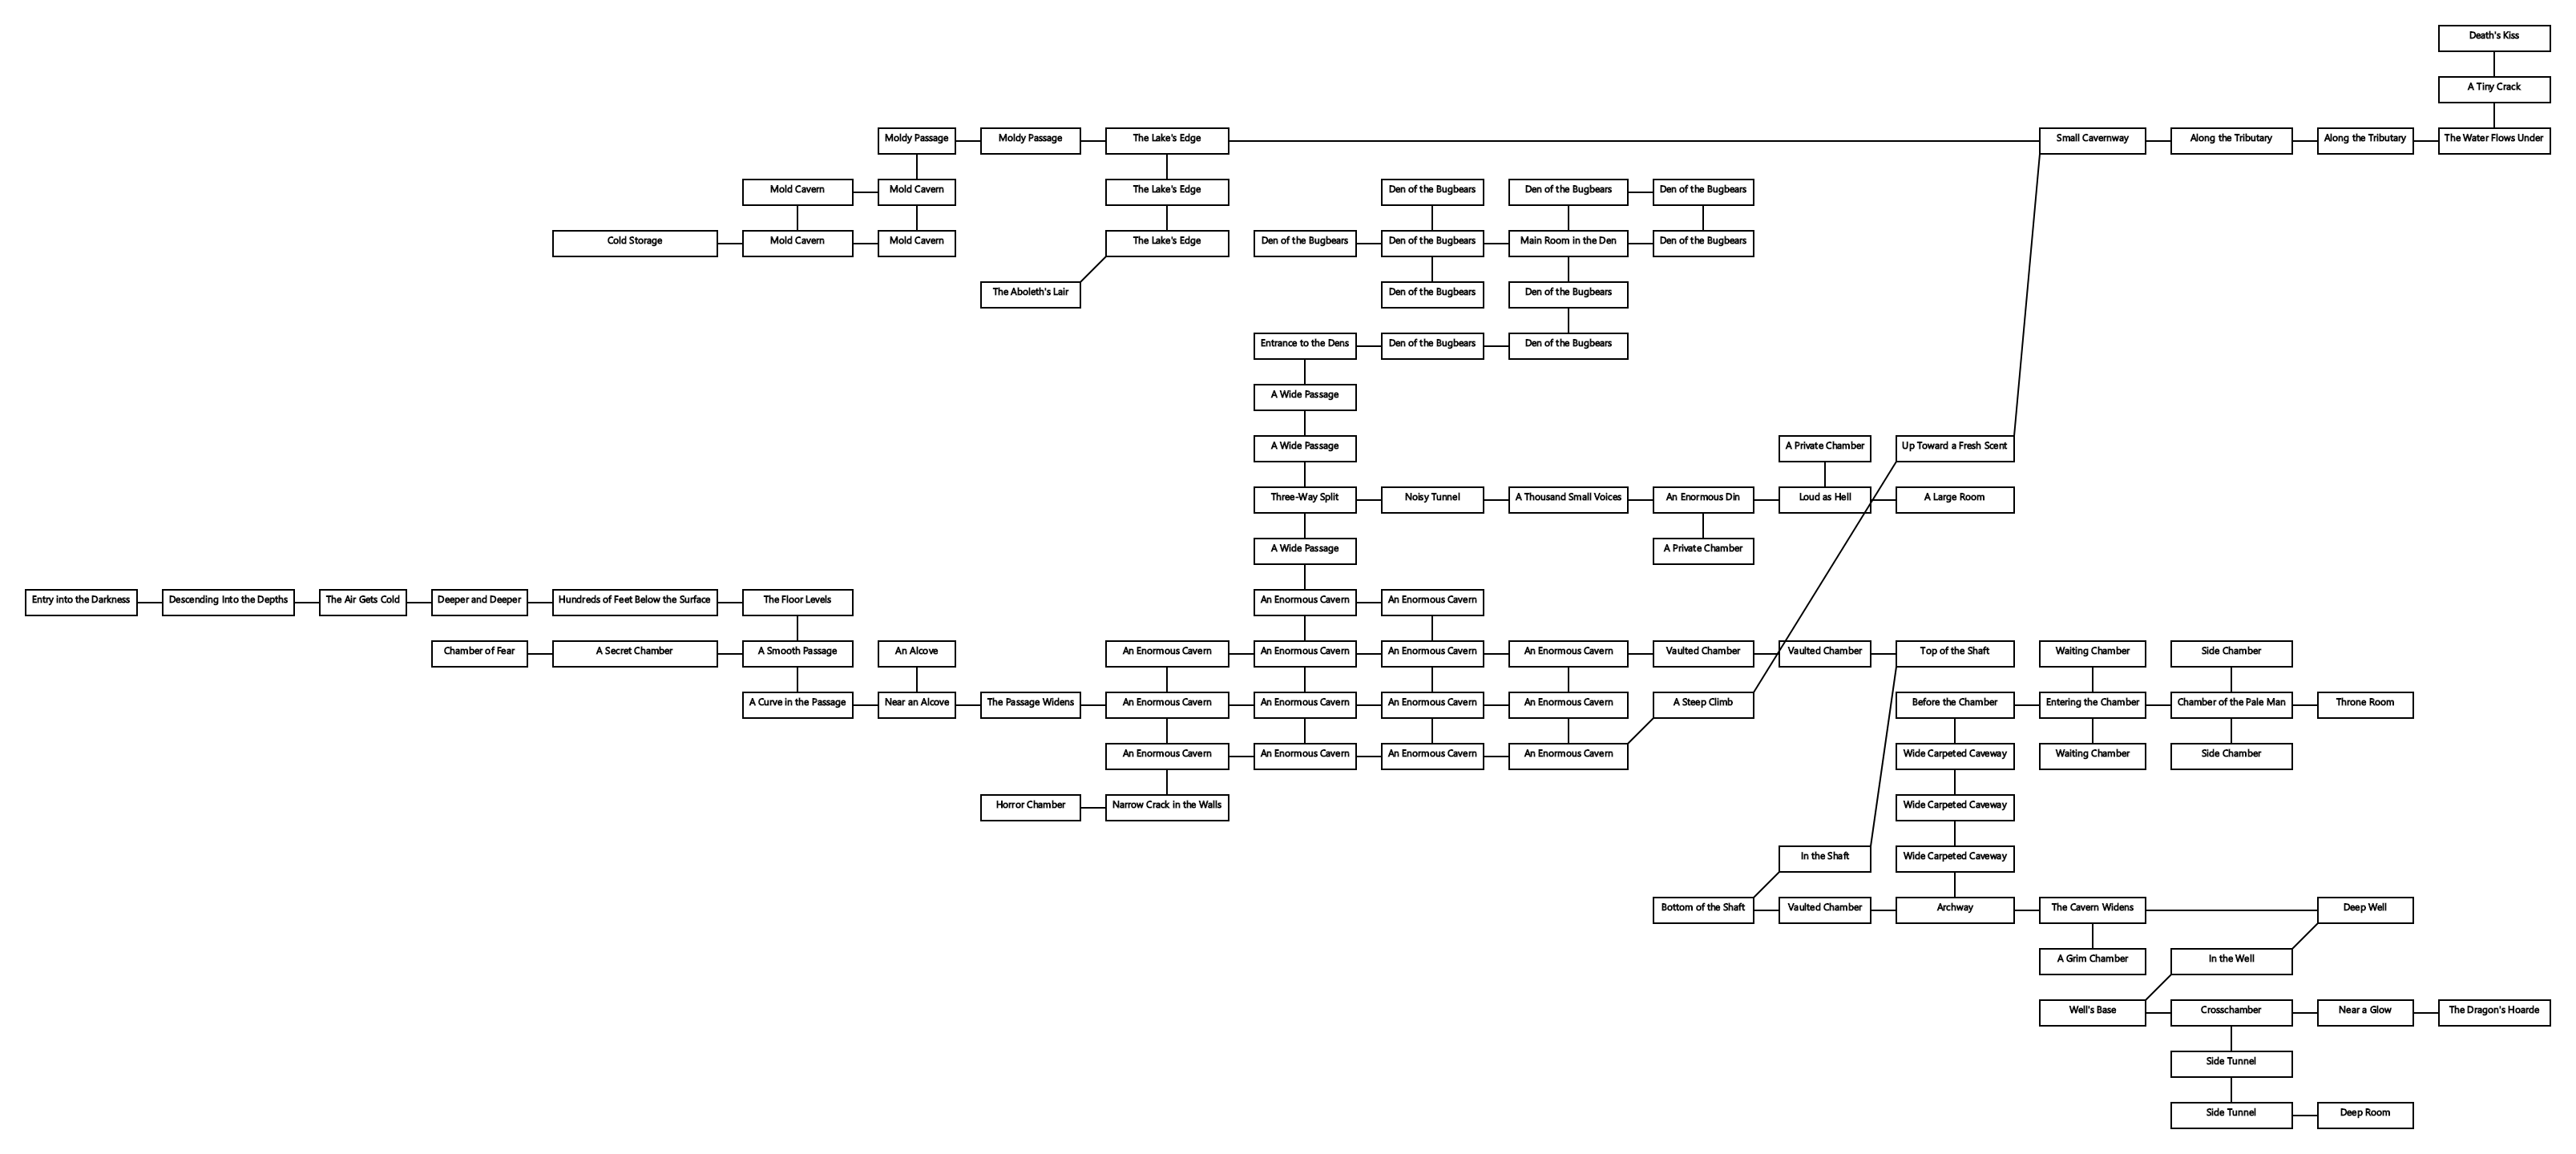 Death's Kiss
A Tiny Crack
Moldy Passage
Moldy Passage
The Lake's Edge
Small Cavernway
Along the Tributary
Along the Tributary
The Water Flows Under
Mold Cavern
Mold Cavern
The Lake's Edge
Den of the Bugbears
Den of the Bugbears
Den of the Bugbears
Cold Storage
Mold Cavern
Mold Cavern
The Lake's Edge
Den of the Bugbears
Den of the Bugbears
Main Room in the Den
Den of the Bugbears
The Aboleth's Lair
Den of the Bugbears
Den of the Bugbears
Entrance to the Dens
Den of the Bugbears
Den of the Bugbears
A Wide Passage
A Wide Passage
A Private Chamber
Up Toward a Fresh Scent
Three-Way Split
Noisy Tunnel
A Thousand Small Voices
An Enormous Din
Loud as Hell
A Large Room
A Wide Passage
A Private Chamber
Entry into the Darkness
Descending Into the Depths
The Air Gets Cold
Deeper and Deeper
Hundreds of Feet Below the Surface
The Floor Levels
An Enormous Cavern
An Enormous Cavern
Chamber of Fear
A Secret Chamber
A Smooth Passage
An Alcove
An Enormous Cavern
An Enormous Cavern
An Enormous Cavern
An Enormous Cavern
Vaulted Chamber
Vaulted Chamber
Top of the Shaft
Waiting Chamber
Side Chamber
A Curve in the Passage
Near an Alcove
The Passage Widens
An Enormous Cavern
An Enormous Cavern
An Enormous Cavern
An Enormous Cavern
A Steep Climb
Before the Chamber
Entering the Chamber
Chamber of the Pale Man
Throne Room
An Enormous Cavern
An Enormous Cavern
An Enormous Cavern
An Enormous Cavern
Wide Carpeted Caveway
Waiting Chamber
Side Chamber
Horror Chamber
Narrow Crack in the Walls
Wide Carpeted Caveway
In the Shaft
Wide Carpeted Caveway
Bottom of the Shaft
Vaulted Chamber
Archway
The Cavern Widens
Deep Well
A Grim Chamber
In the Well
Well's Base
Crosschamber
Near a Glow
The Dragon's Hoarde
Side Tunnel
Side Tunnel
Deep Room